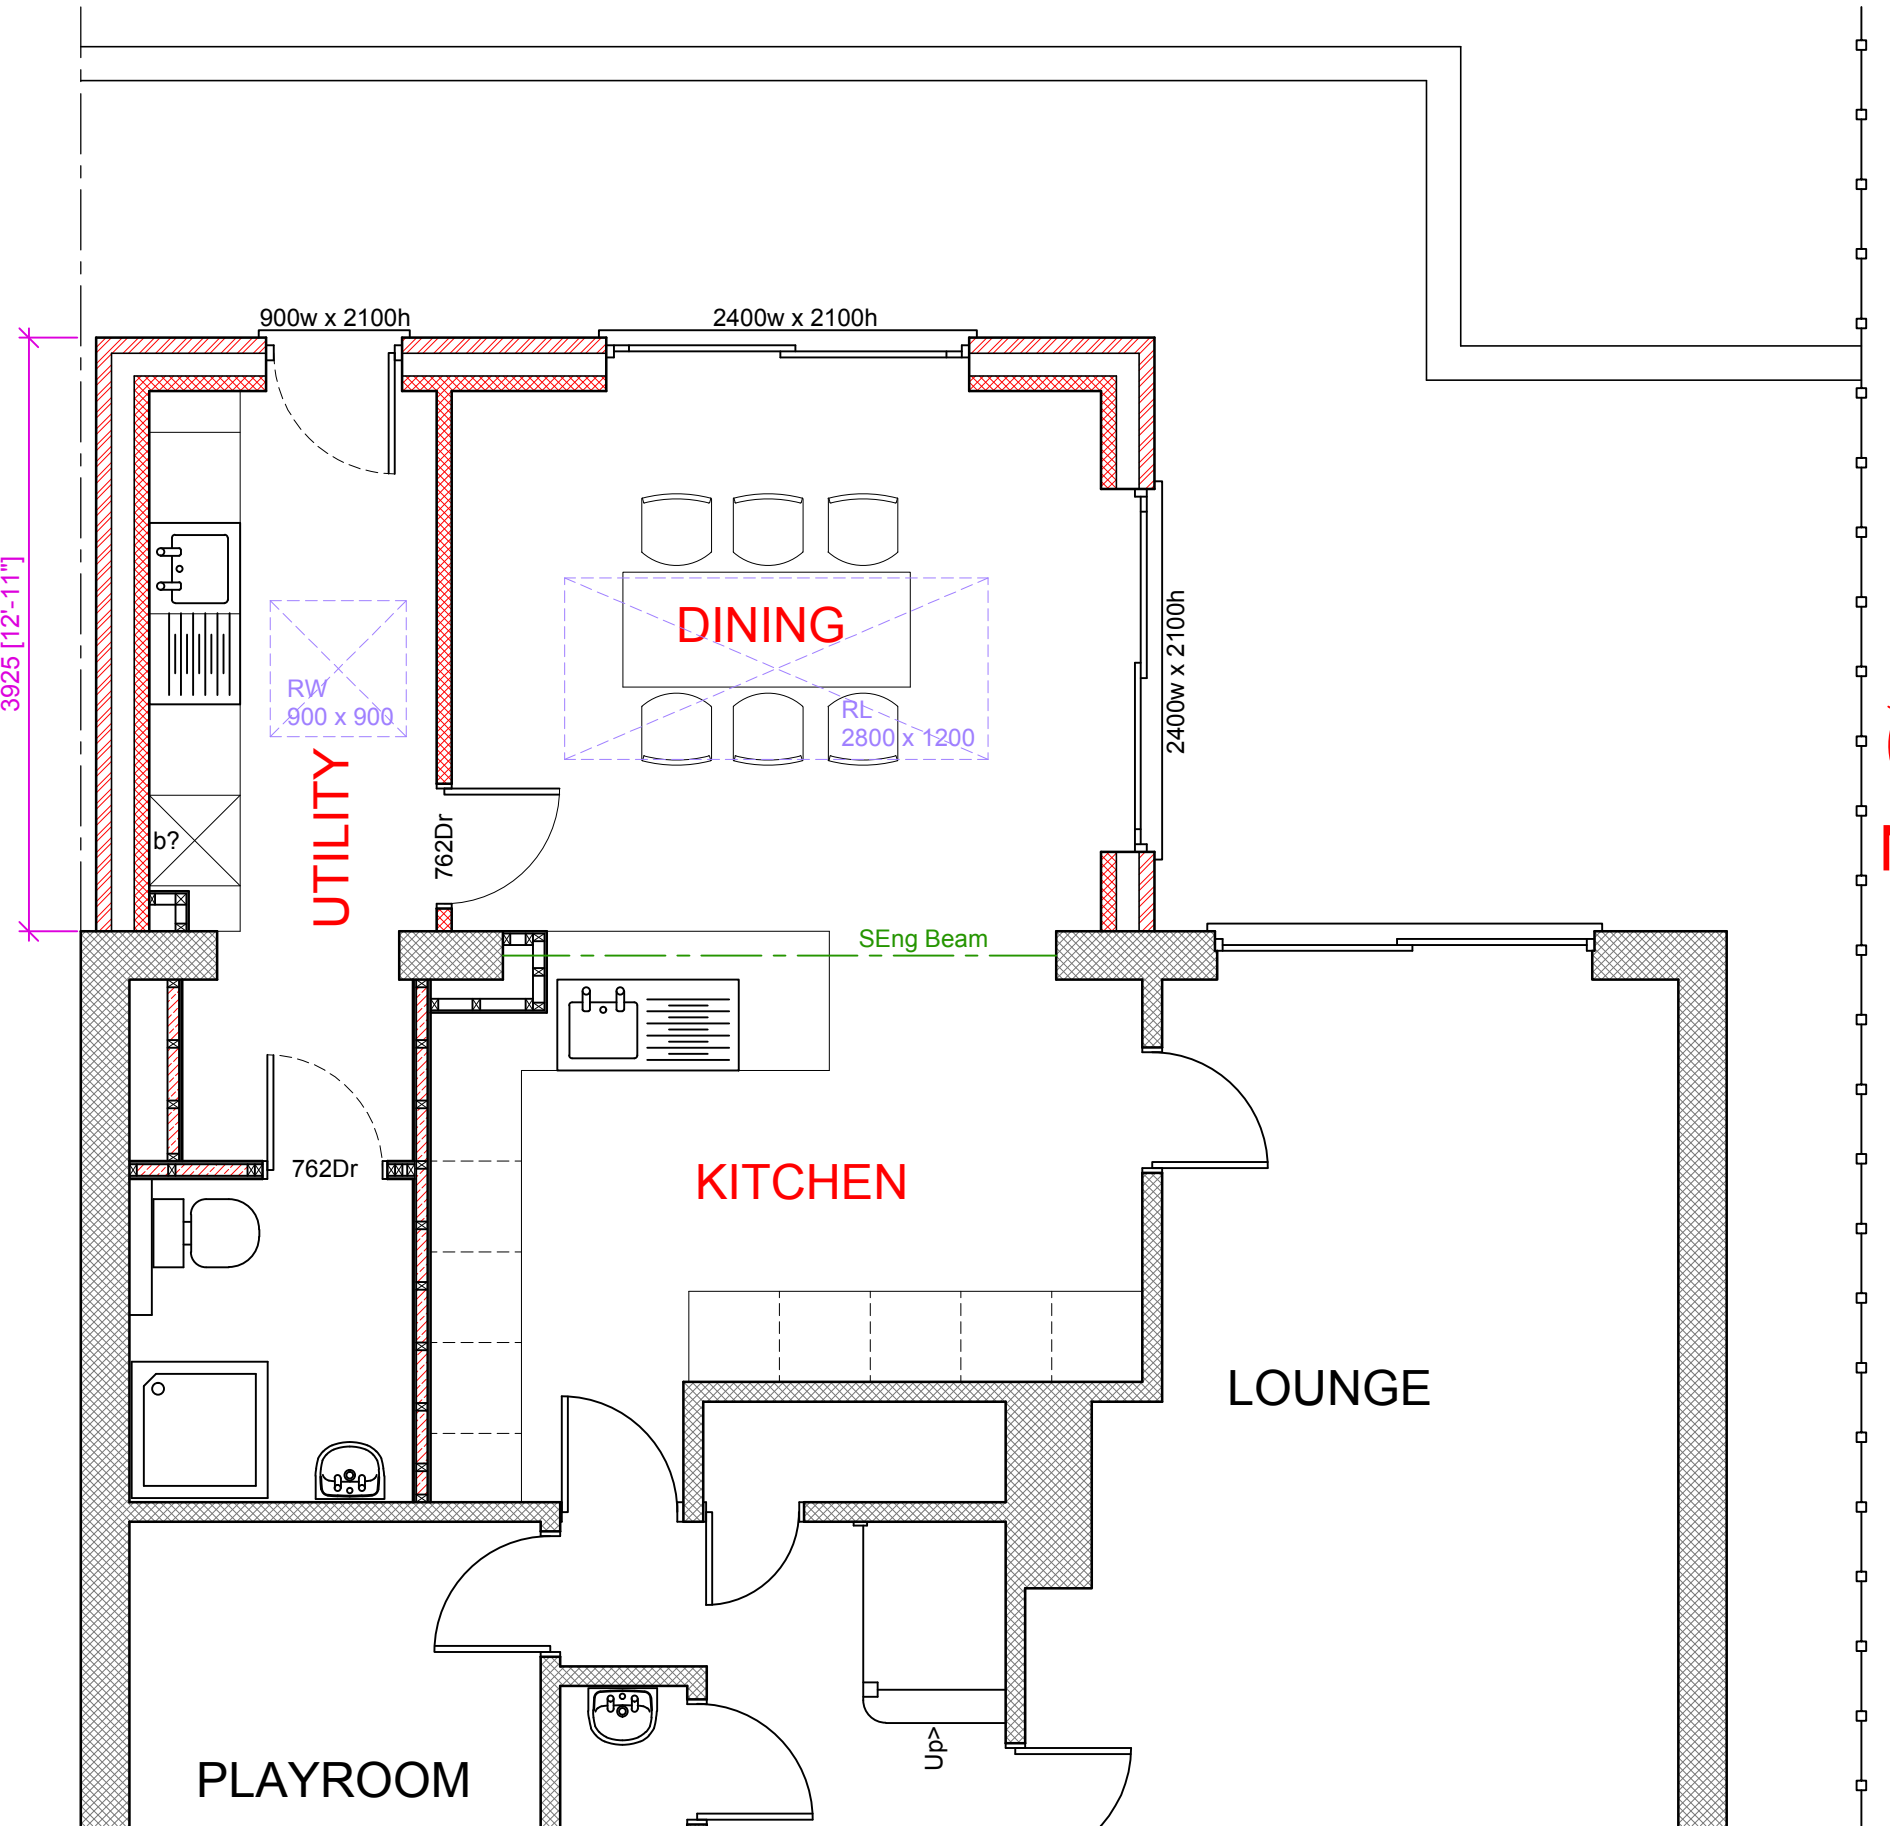 900w x 2100h
2400w x 2100h
3925 [12'-11"]
DINING
RW
900 x 900
RL
2800 x 1200
2400w x 2100h
UTILITY
762Dr
b?
SEng Beam
762Dr
KITCHEN
LOUNGE
Up>
PLAYROOM